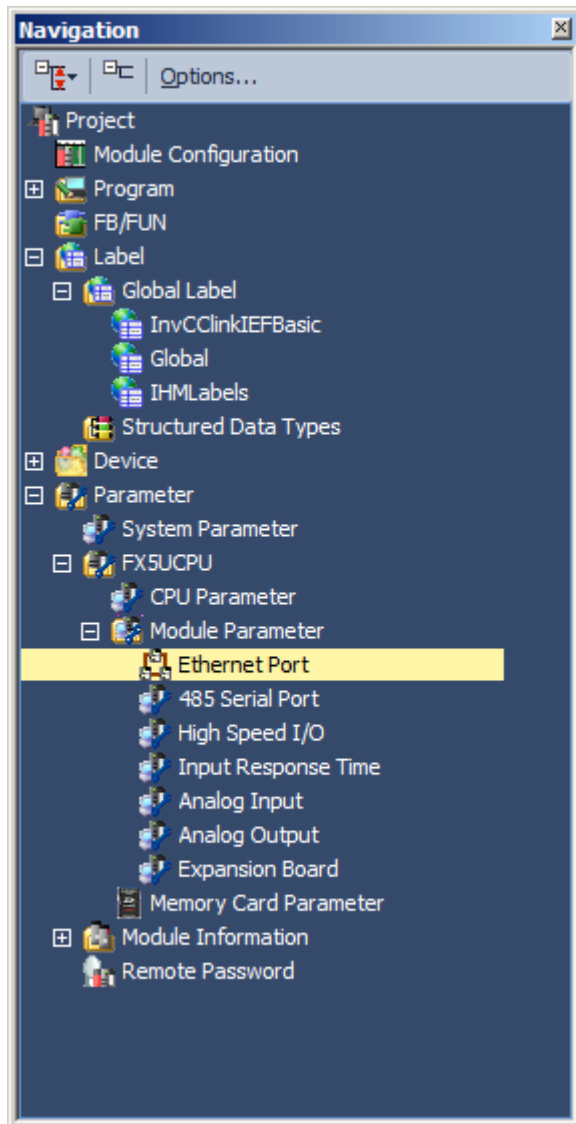 Navigation
Options...
Project
Module Configuration
Program
FB/FUN
Label
Global Label
InvCClinkIEFBasic
Global
IHMLabels
Structured Data Types
Device
Parameter
System Parameter
FX5UCPU
CPU Parameter
Module Parameter
Ethernet Port
485 Serial Port
High Speed I/O
Input Response Time
Analog Input
Analog Output
Expansion Board
Memory Card Parameter
Module Information
Remote Password